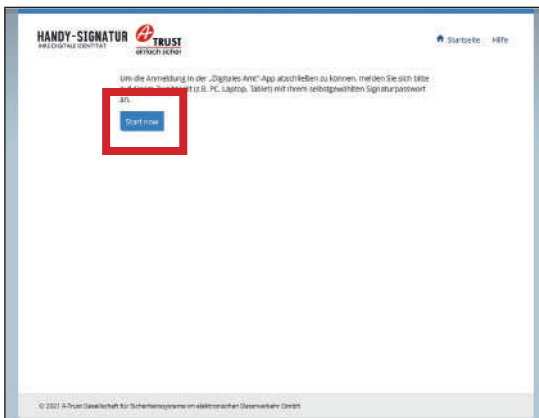 HANDY-SIGNATUR
IHRE DIGITALE IDENTITÄT
A TRUST
einfach sicher
Startseite Hilfe
Um die Anmeldung in der „Digitales Amt“-App abschließen zu können, melden Sie sich bitte
(z.B. PC, Laptop, Tablet) mit Ihrem selbstgewählten Signaturpasswort
an.
Start now
© 2021 A-Trust Gesellschaft für Sicherheitssysteme im elektronischen Datenverkehr GmbH